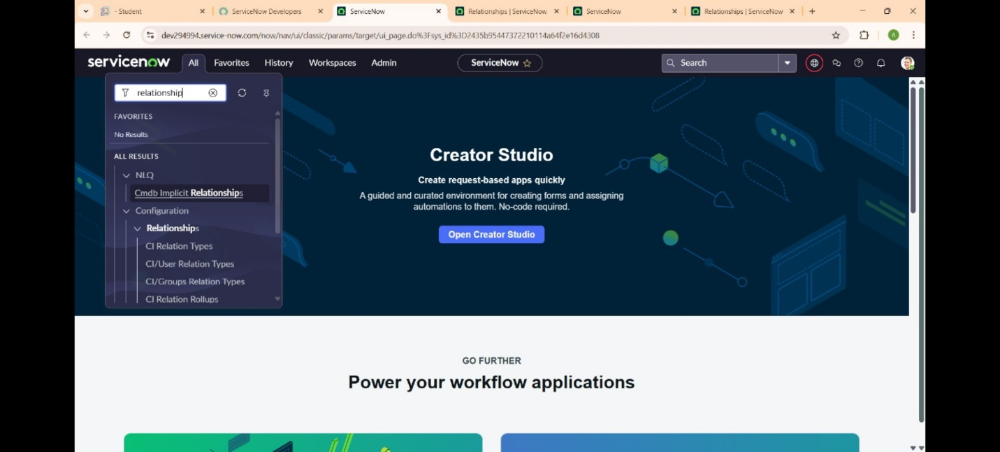 - Student
ServiceNow Developers
ServiceNow
Relationships | ServiceNow
ServiceNow
Relationships | ServiceNow
dev294994.service-now.com/now/nav/ui/classic/params/target/ui_page.do%3Fsys_id%3D2435b95447372210114a64f2e16d4308
A
servicenow
All
Favorites
History
Workspaces
Admin
ServiceNow
Search
relationship
FAVORITES
No Results
ALL RESULTS
NLQ
Cmdb Implicit Relationships
Configuration
Relationships
CI Relation Types
CI/User Relation Types
CI/Groups Relation Types
CI Relation Rollups
Creator Studio
Create request-based apps quickly
A guided and curated environment for creating forms and assigning
automations to them. No-code required.
Open Creator Studio
GO FURTHER
Power your workflow applications